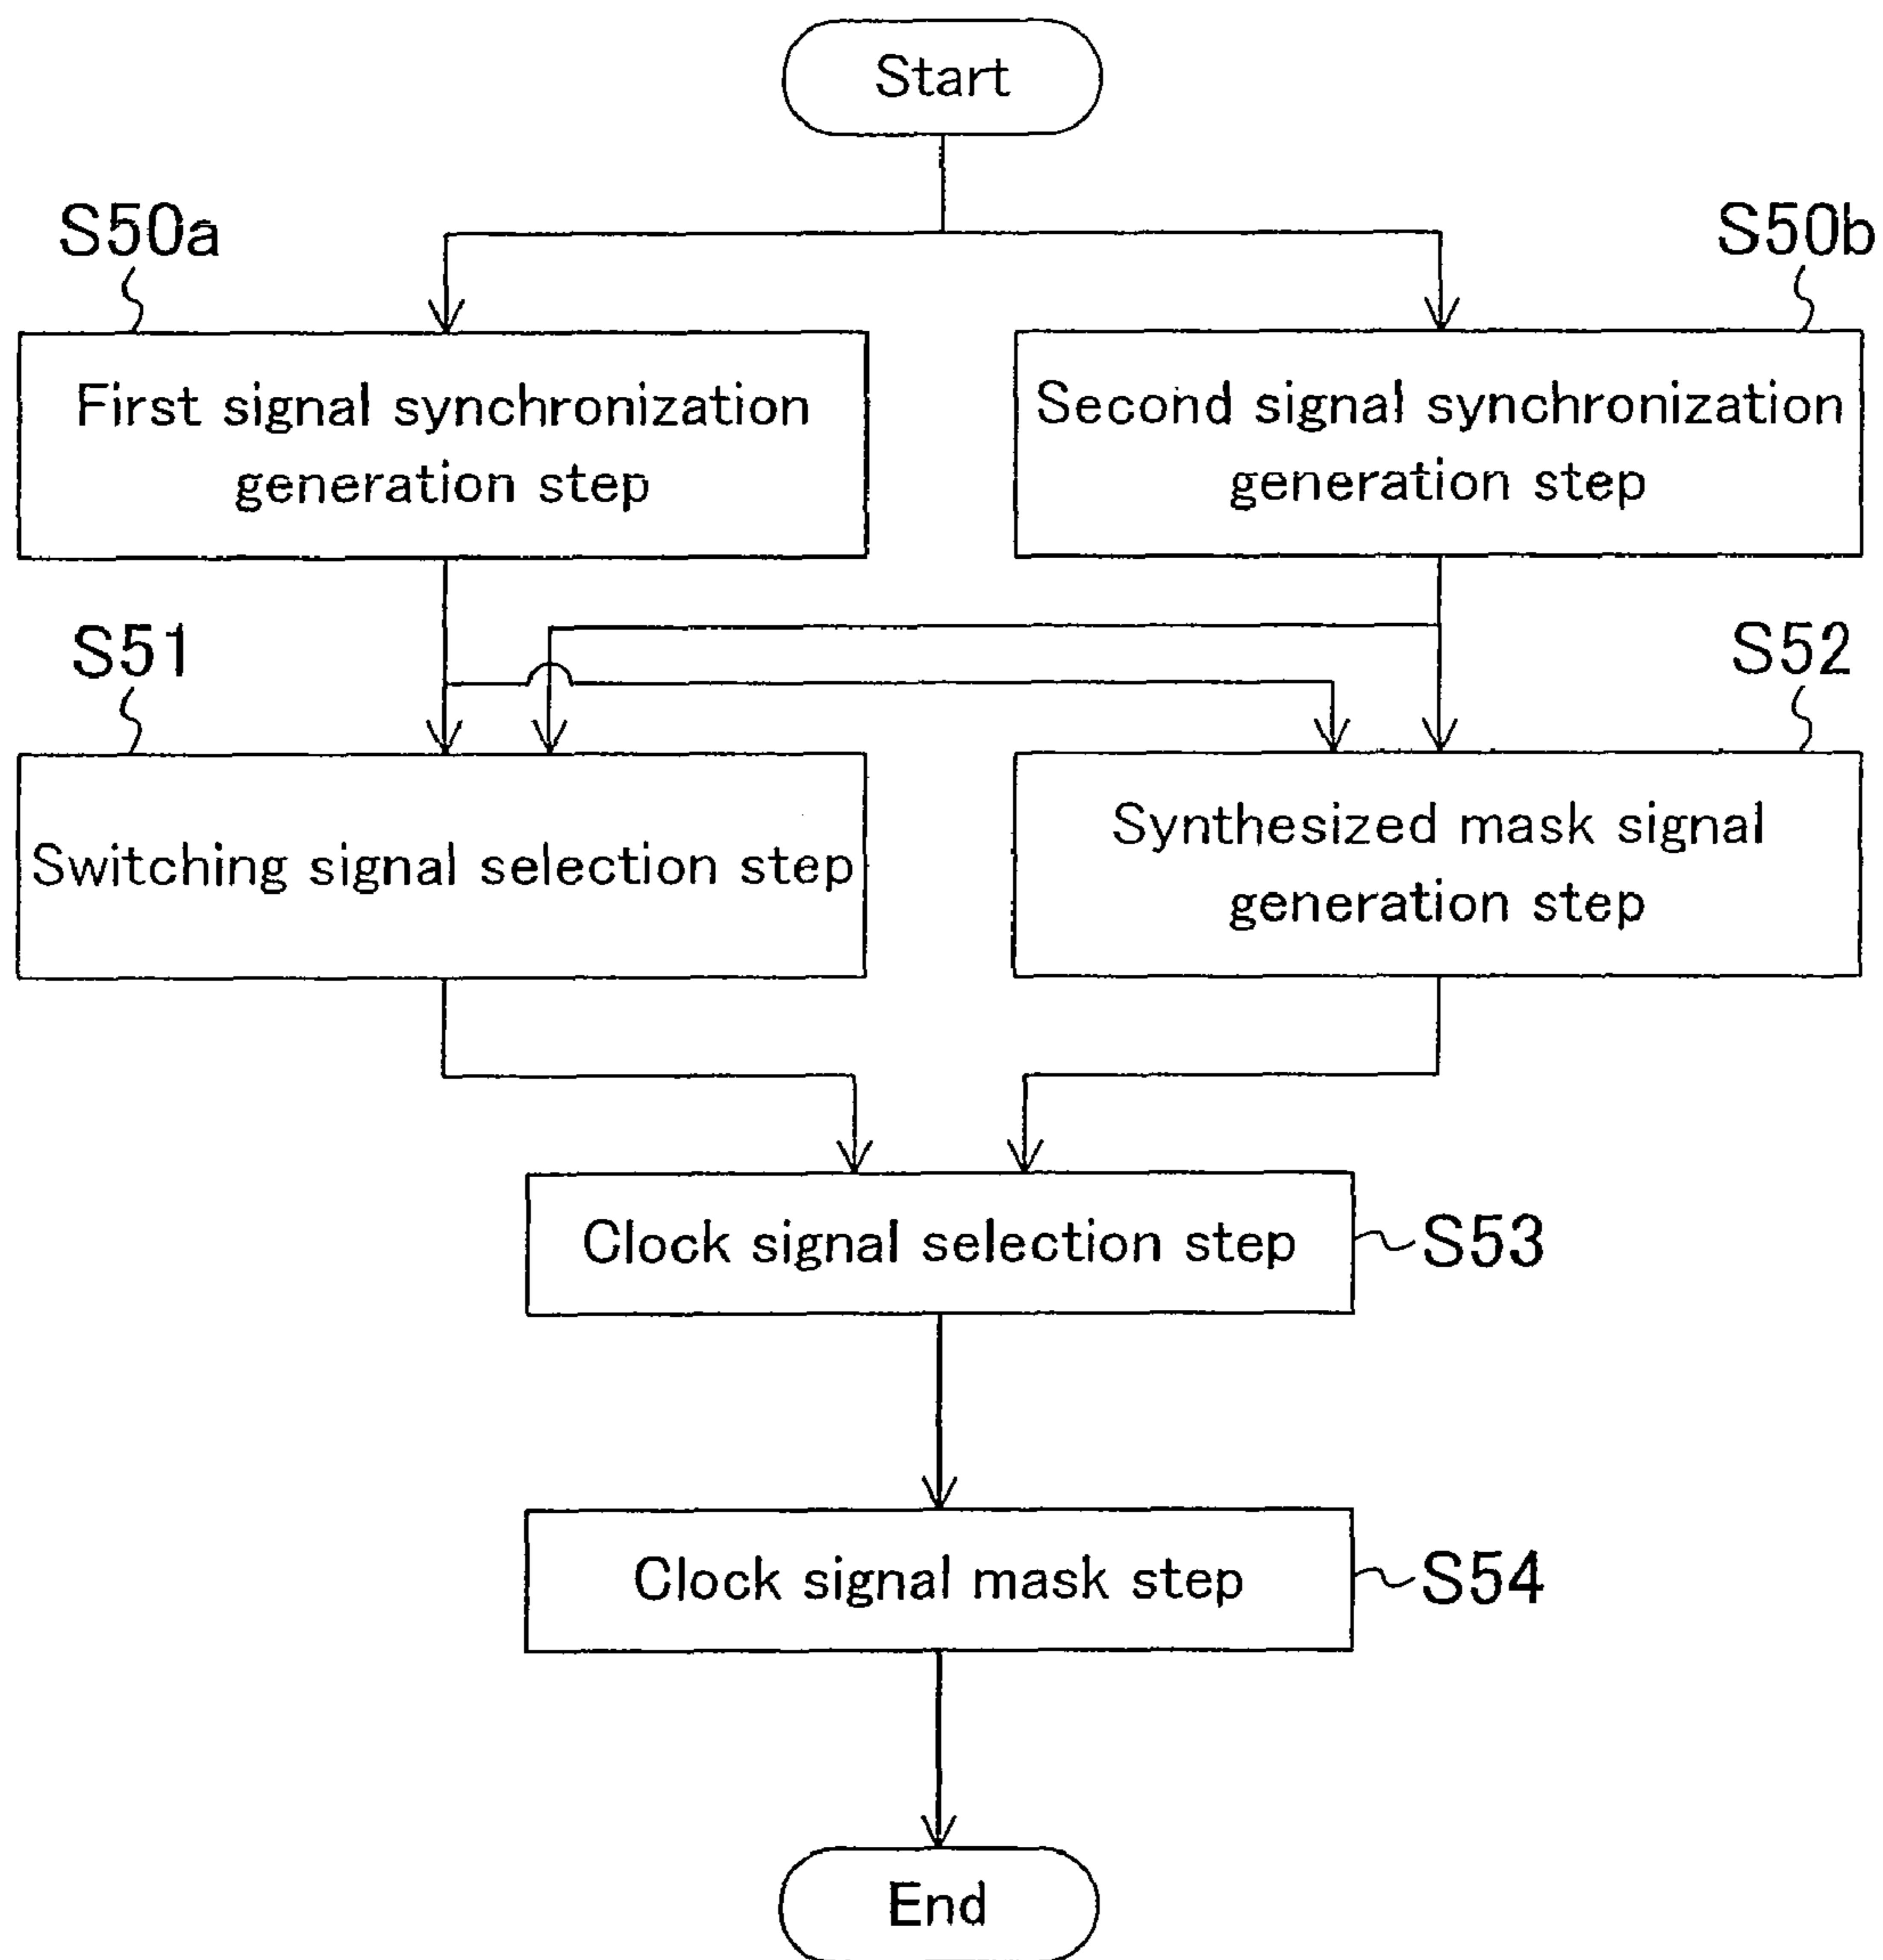 Start
S50a
S50b
First signal synchronization
generation step
Second signal synchronization
generation step
S51
S52
Switching signal selection step
Synthesized mask signal
generation step
Clock signal selection step
S53
Clock signal mask step
S54
End